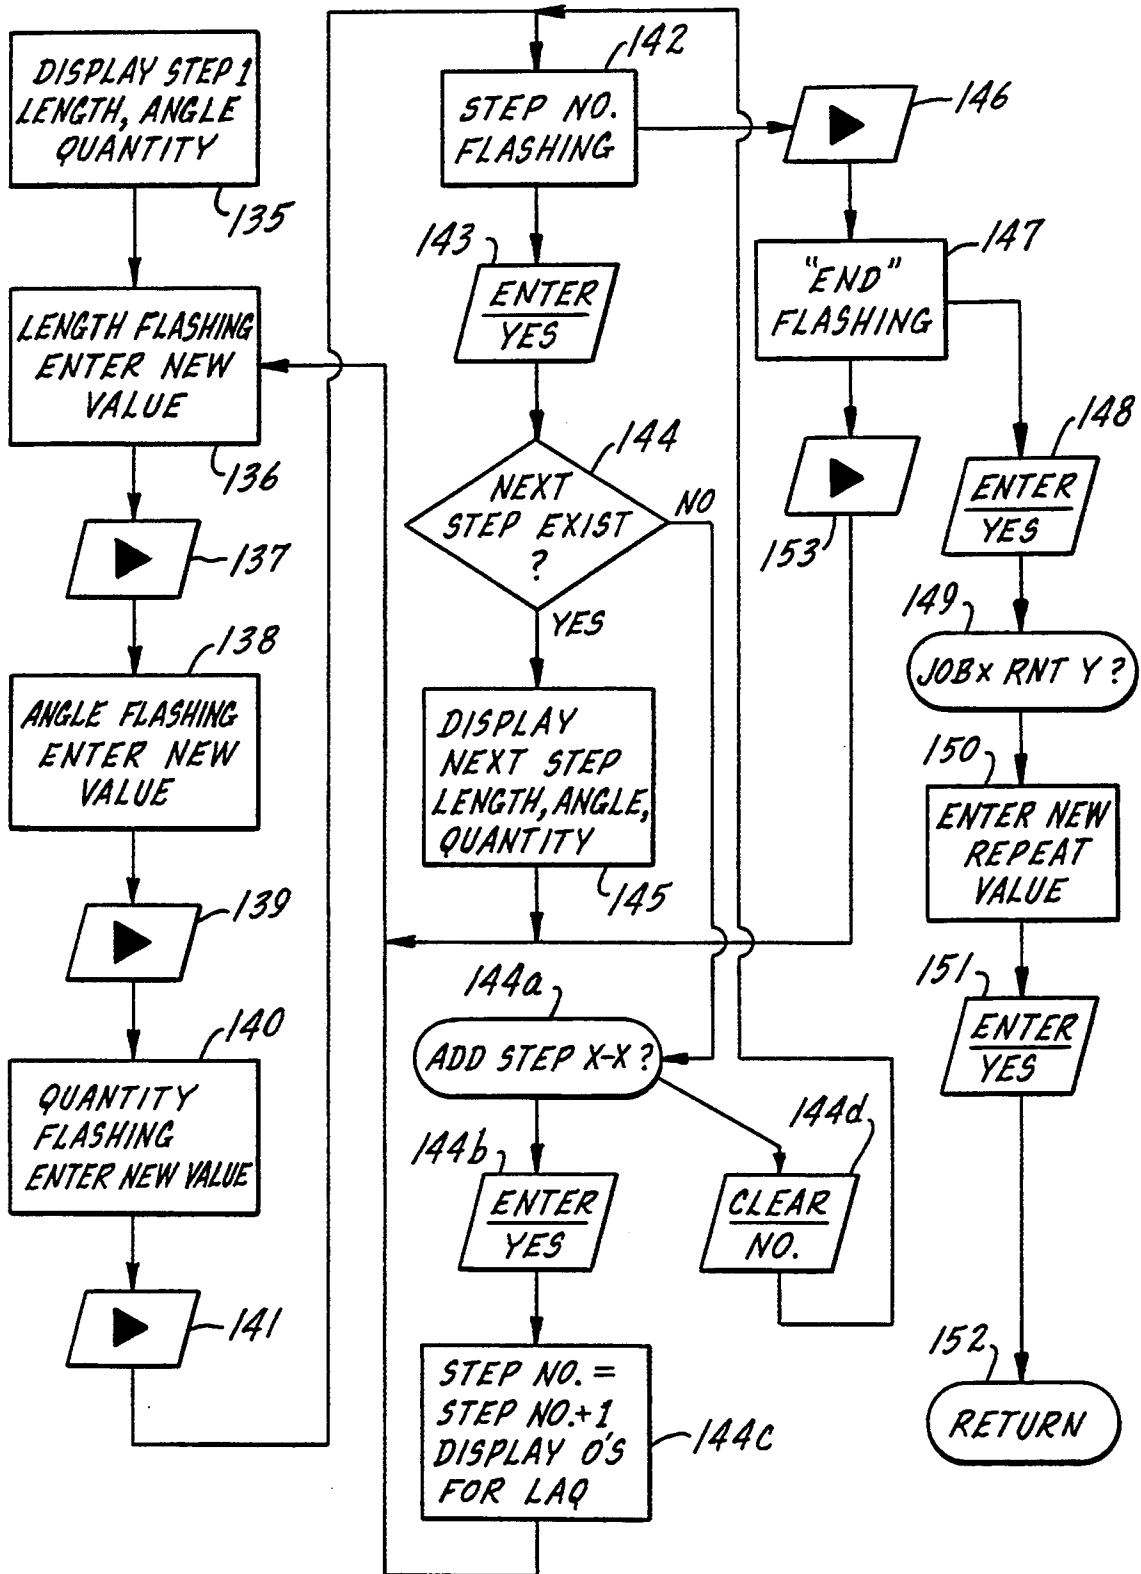 DISPLAY STEP 1
LENGTH, ANGLE
QUANTITY
135
LENGTH FLASHING
ENTER NEW
VALUE
136
137
138
ANGLE FLASHING
ENTER NEW
VALUE
139
140
QUANTITY
FLASHING
ENTER NEW VALUE
141
142
STEP NO.
FLASHING
143
ENTER
YES
144
NEXT
STEP EXIST
?
NO
YES
DISPLAY
NEXT STEP
LENGTH, ANGLE,
QUANTITY
145
144a
ADD STEP X-X ?
144b
ENTER
YES
144d
CLEAR
NO.
STEP NO. =
STEP NO.+1
DISPLAY 0'S
FOR LAQ
144c
146
147
"END"
FLASHING
153
148
ENTER
YES
149
JOBx RNT Y ?
150
ENTER NEW
REPEAT
VALUE
151
ENTER
YES
152
RETURN